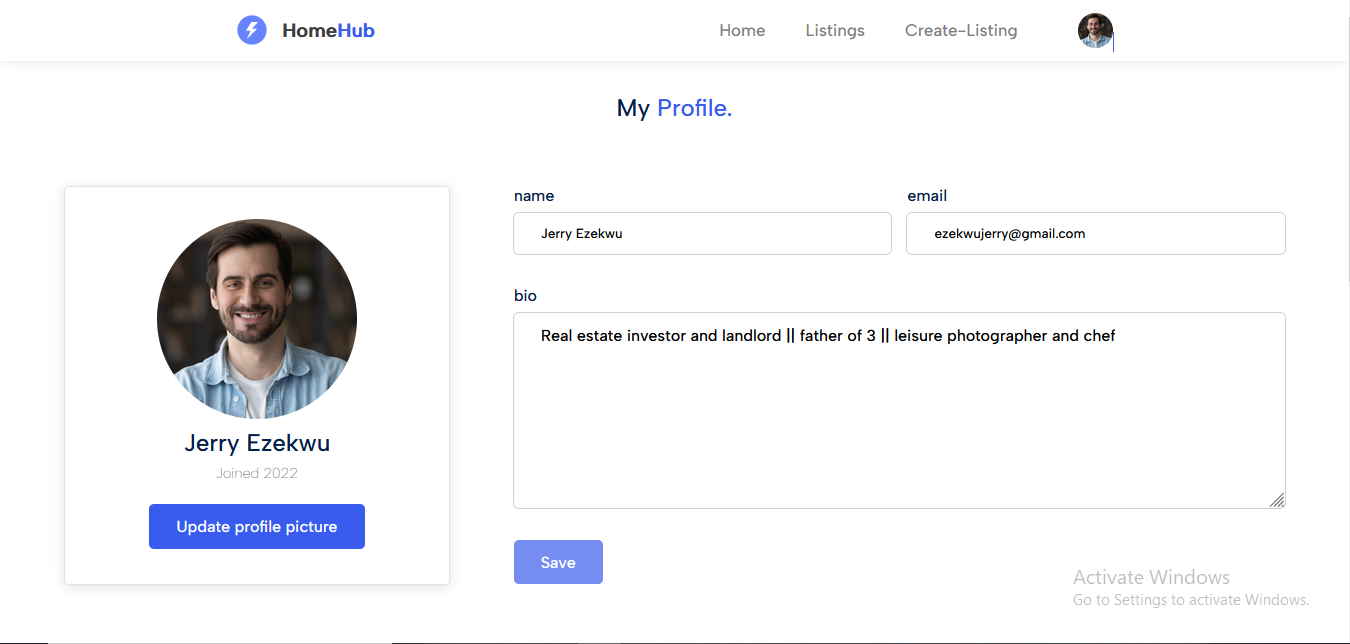 HomeHub
Home Listings Create-Listing
My Profile.
Jerry Ezekwu
Joined 2022
Update profile picture
name
Jerry Ezekwu
email
ezekwujerry@gmail.com
bio
Real estate investor and landlord || father of 3 || leisure photographer and chef
Save
Activate Windows
Go to Settings to activate Windows.